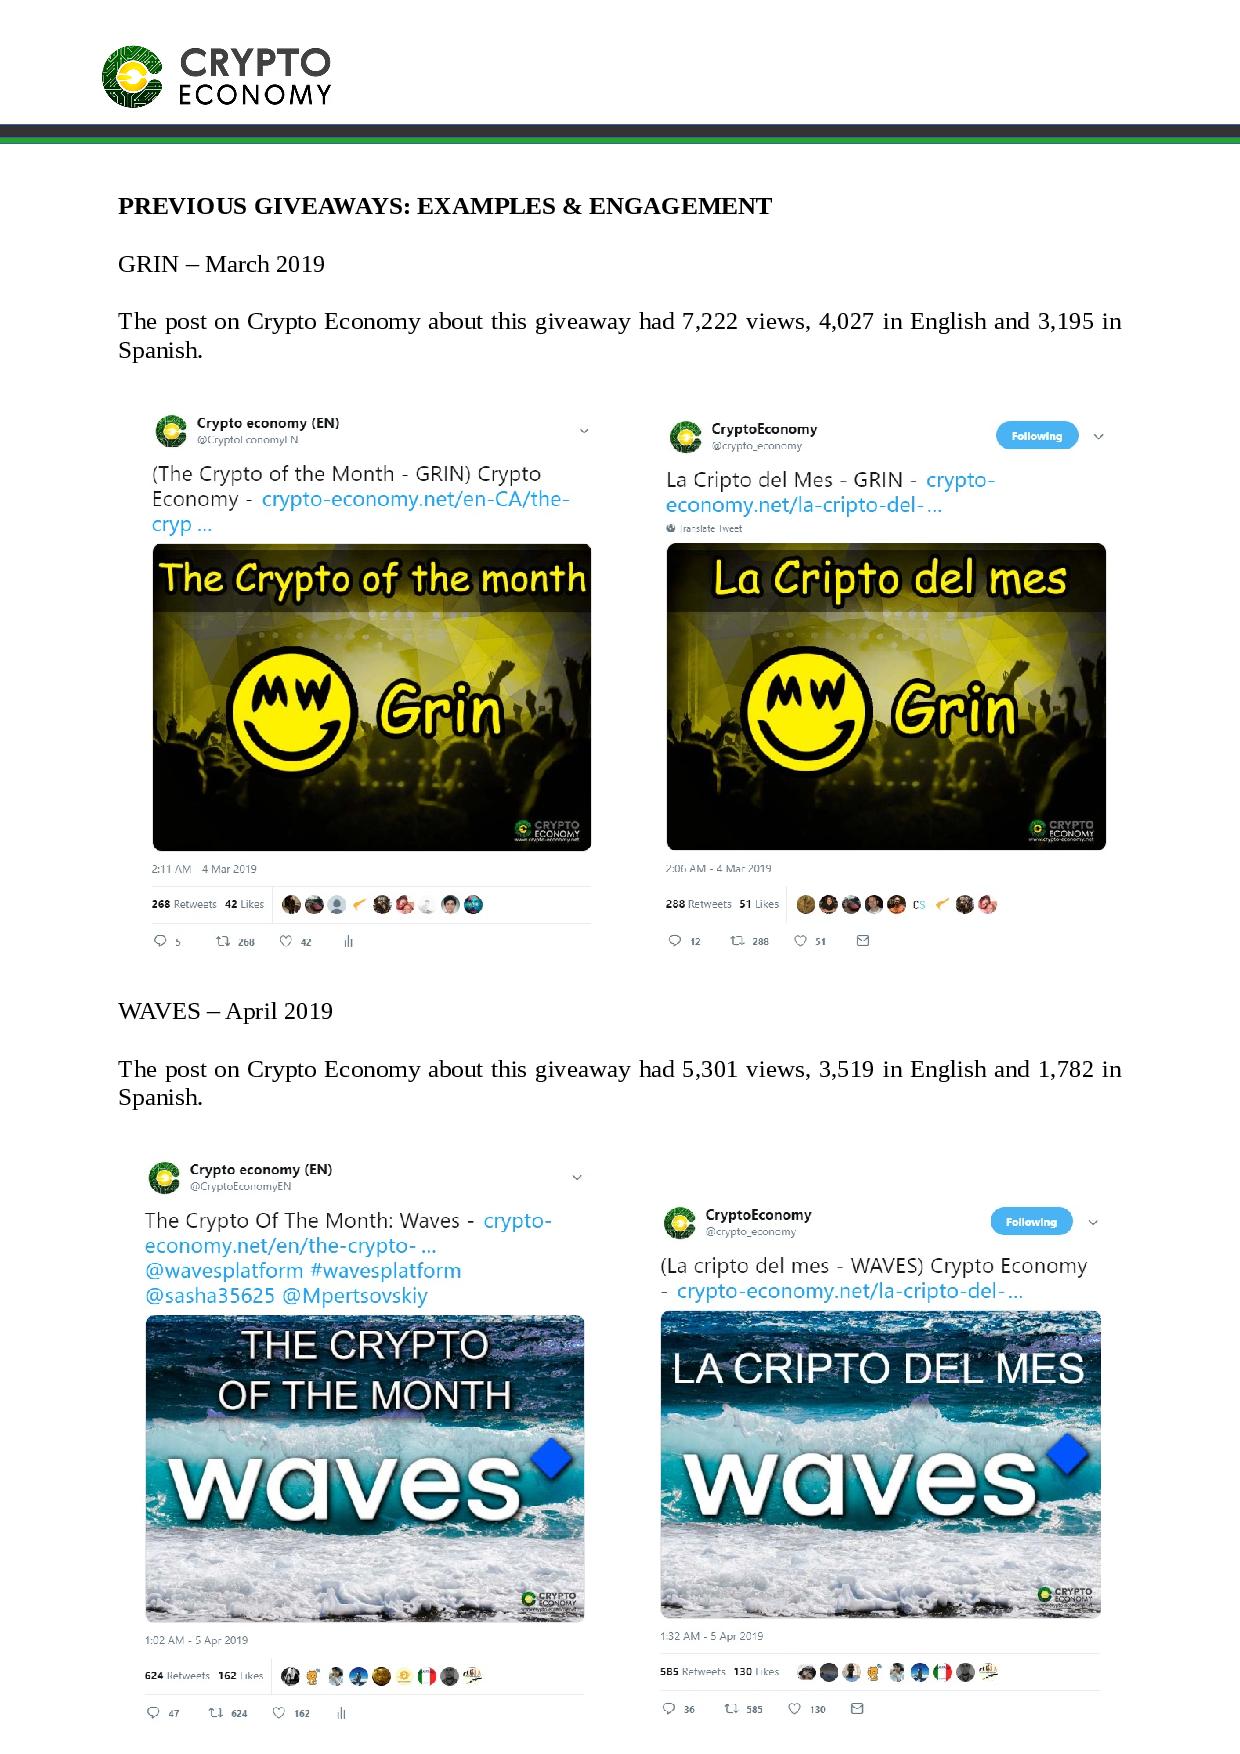 CRYPTO
ECONOMY
PREVIOUS GIVEAWAYS: EXAMPLES & ENGAGEMENT
GRIN – March 2019
The post on Crypto Economy about this giveaway had 7,222 views, 4,027 in English and 3,195 in
Spanish.
Crypto economy (EN)
@CryptoEconomyEN
(The Crypto of the Month - GRIN) Crypto
Economy - crypto-economy.net/en-CA/the-
cryp ...
The Crypto of the month
MW
Grin
CRYPTO
ECONOMY
www.crypto-economy.net
2:11 AM - 4 Mar 2019
268 Retweets 42 Likes
5 268 42
CryptoEconomy
@crypto_economy
Following
La Cripto del Mes - GRIN - crypto-
economy.net/la-cripto-del-...
Translate Tweet
La Cripto del mes
MW
Grin
CRYPTO
ECONOMY
www.crypto-economy.net
2:06 AM - 4 Mar 2019
288 Retweets 51 Likes
CS
12 288 51
WAVES – April 2019
The post on Crypto Economy about this giveaway had 5,301 views, 3,519 in English and 1,782 in
Spanish.
Crypto economy (EN)
@CryptoEconomyEN
The Crypto Of The Month: Waves - crypto-
economy.net/en/the-crypto- ...
@wavesplatform #wavesplatform
@sasha35625 @Mpertsovskiy
THE CRYPTO
OF THE MONTH
waves
CRYPTO
ECONOMY
1:02 AM - 5 Apr 2019
624 Retweets 162 Likes
47 624 162
CryptoEconomy
@crypto_economy
Following
(La cripto del mes - WAVES) Crypto Economy
- crypto-economy.net/la-cripto-del-...
LA CRIPTO DEL MES
waves
CRYPTO
ECONOMY
1:32 AM - 5 Apr 2019
585 Retweets 130 Likes
36 585 130